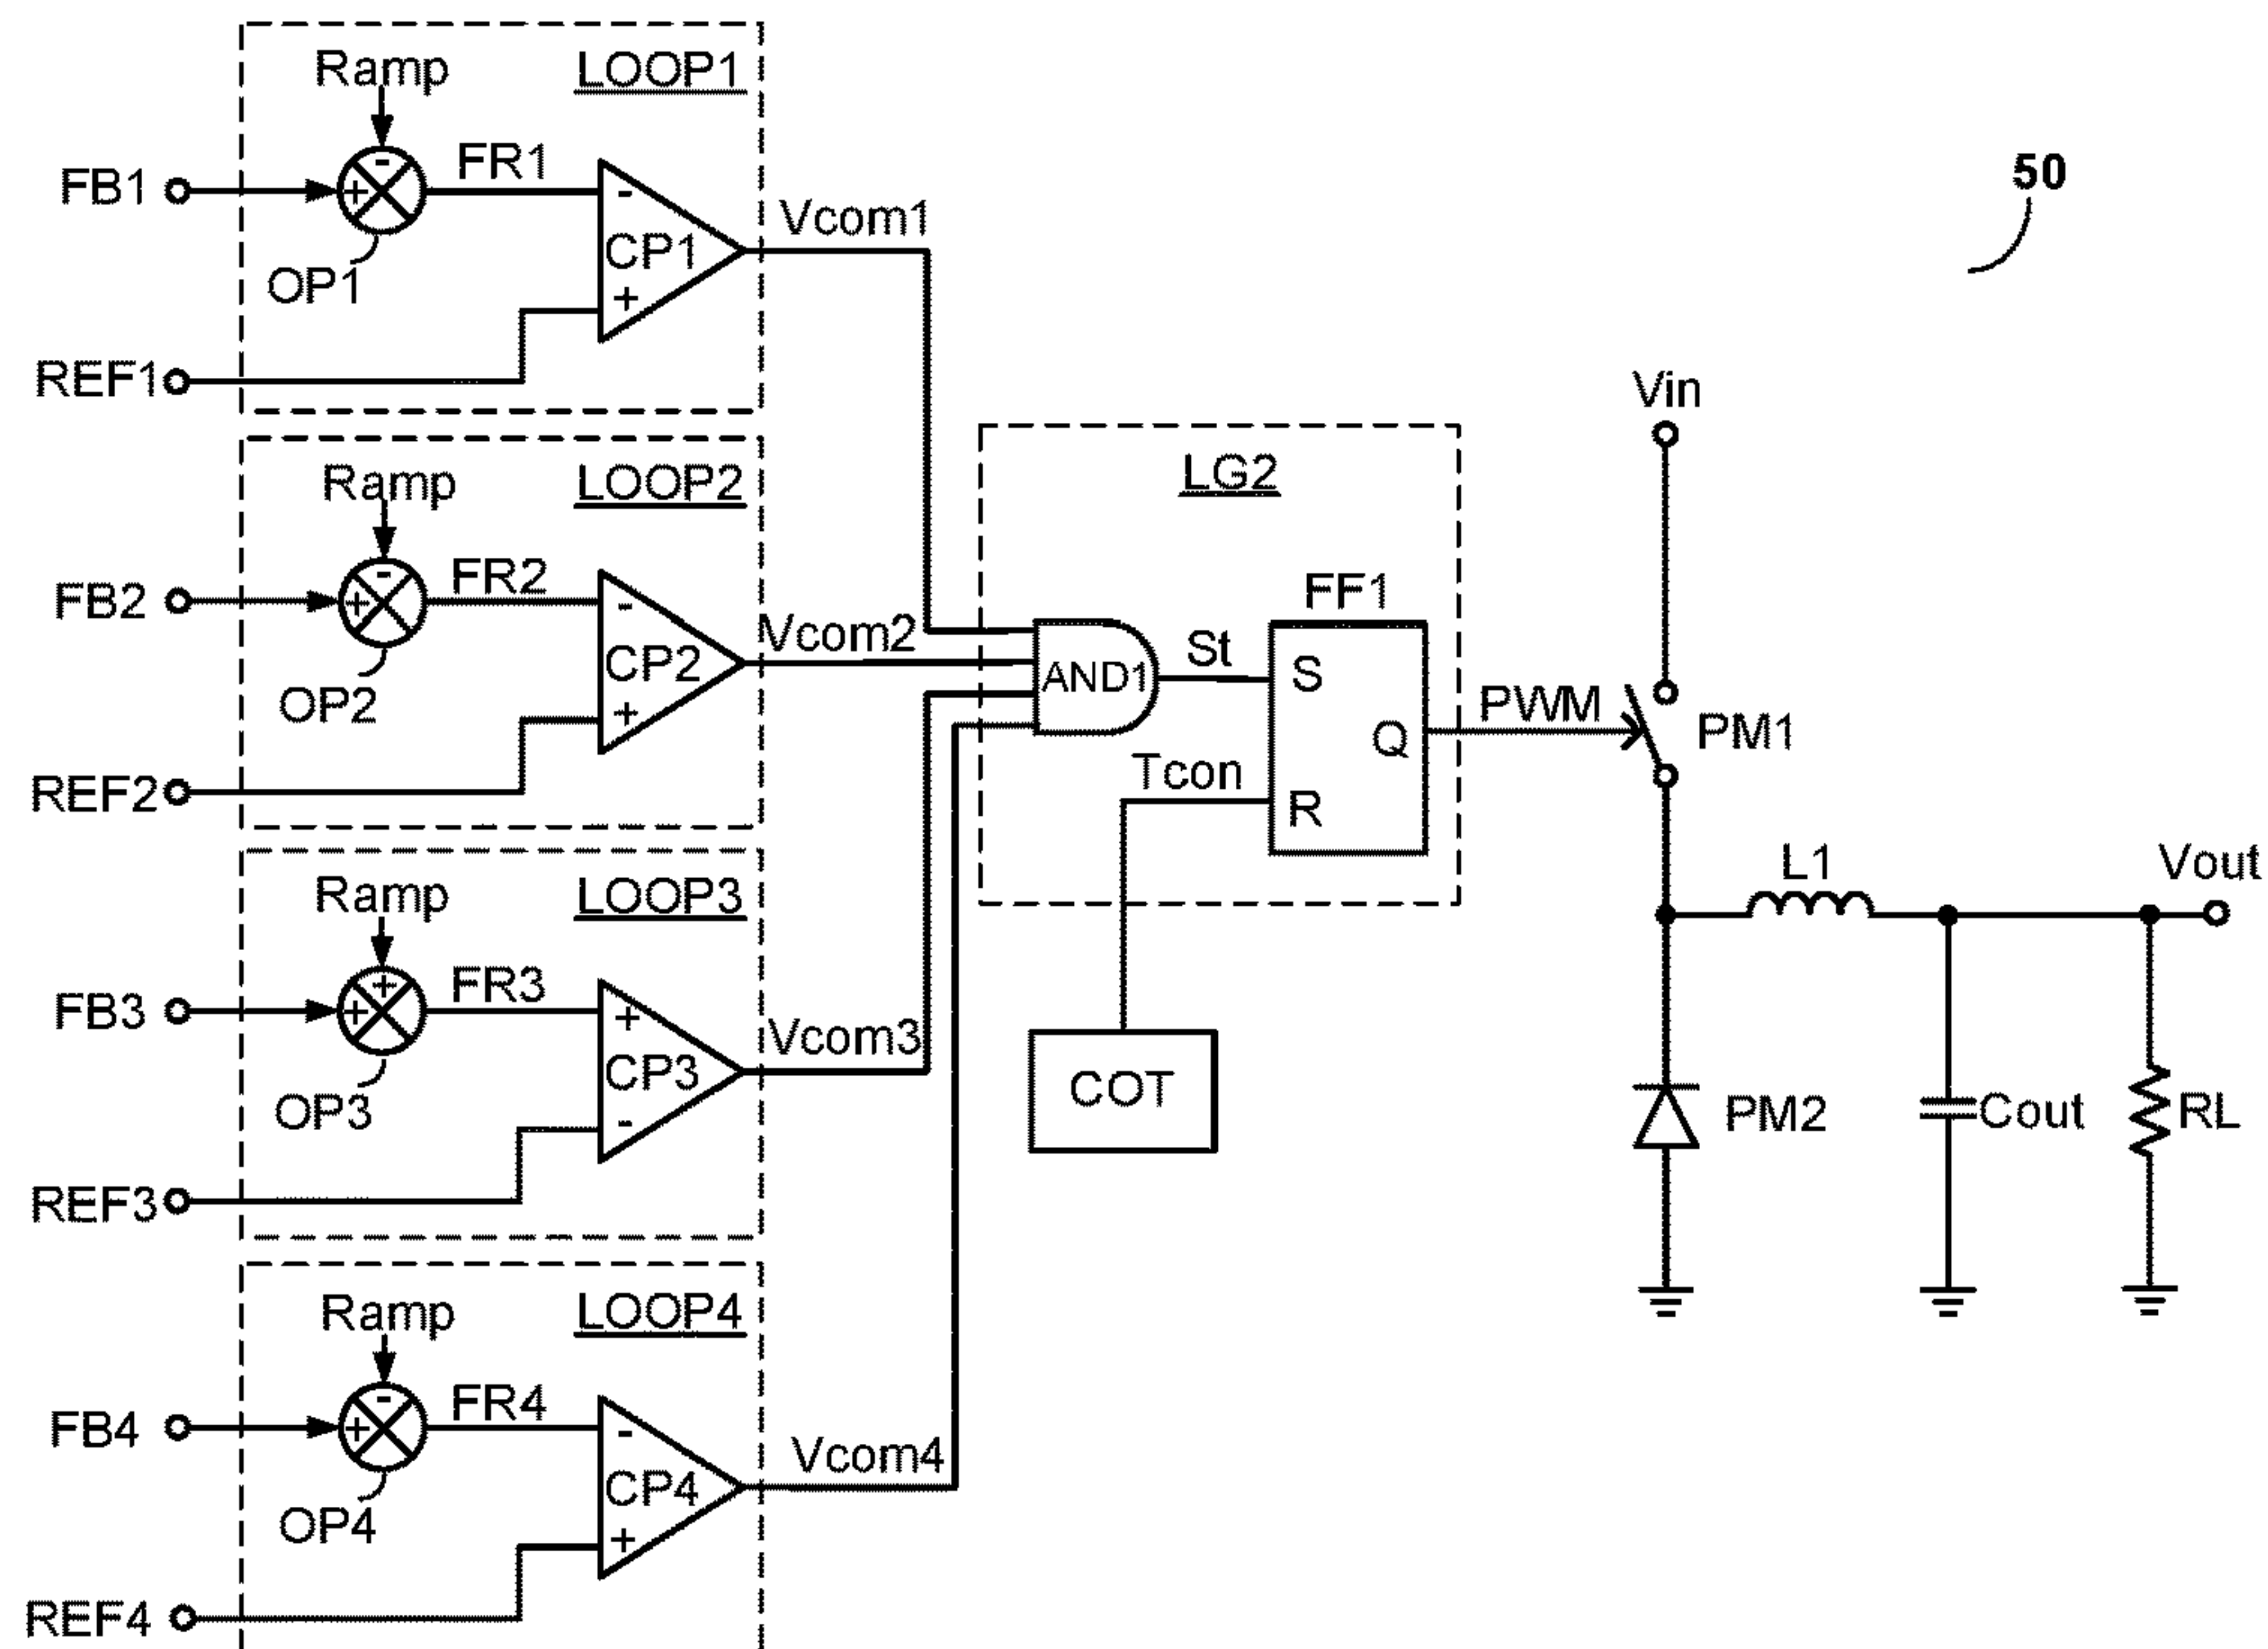 Ramp
LOOP1
FB1
+
-
FR1
-
CP1
+
OP1
REF1
Vcom1
50
Ramp
LOOP2
FB2
+
-
FR2
-
CP2
+
OP2
REF2
Vcom2
Ramp
LOOP3
FB3
+
+
FR3
+
CP3
-
OP3
REF3
Vcom3
Ramp
LOOP4
FB4
+
-
FR4
-
CP4
+
OP4
REF4
Vcom4
LG2
AND1
St
FF1
S
Q
R
Tcon
COT
PWM
Vin
PM1
L1
Vout
PM2
Cout
RL